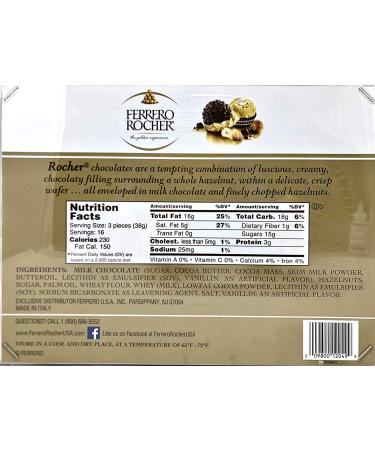 FERRERO
ROCHER®
the golden experience
Rocher® chocolates are a tempting combination of luscious, creamy,
chocolaty filling surrounding a whole hazelnut, within a delicate, crisp
wafer ... all enveloped in milk chocolate and finely chopped hazelnuts.
Nutrition
Facts
Serving Size: 3 pieces (38g)
Servings: 16
Calories 230
Fat Cal. 150
*Percent Daily Values (DV) are
based on a 2,000 calorie diet.
Amount/serving %DV* Amount/serving %DV*
Total Fat 16g 25% Total Carb. 18g 6%
Sat. Fat 5g 27% Dietary Fiber 1g 6%
Trans Fat 0g Sugars 15g
Cholest. less than 5mg 1% Protein 3g
Sodium 25mg 1%
Vitamin A 0% • Vitamin C 0% • Calcium 4% • Iron 4%
INGREDIENTS: MILK CHOCOLATE (SUGAR, COCOA BUTTER, COCOA MASS, SKIM MILK POWDER,
BUTTEROIL, LECITHIN AS EMULSIFIER (SOY), VANILLIN: AN ARTIFICIAL FLAVOR), HAZELNUTS,
SUGAR, PALM OIL, WHEAT FLOUR, WHEY (MILK), LOWFAT COCOA POWDER, LECITHIN AS EMULSIFIER
(SOY), SODIUM BICARBONATE AS LEAVENING AGENT, SALT, VANILLIN: AN ARTIFICIAL FLAVOR.
EXCLUSIVE DISTRIBUTOR FERRERO U.S.A. INC., PARSIPPANY, NJ 07054
MADE IN ITALY.
QUESTIONS? CALL 1 (800) 688-3552
www.FerreroRocherUSA.com f Like us on Facebook at FerreroRocherUSA
STORE IN A COOL AND DRY PLACE, AT A TEMPERATURE OF 65°F - 72°F.
© FERRERO
0 09800 12049 9